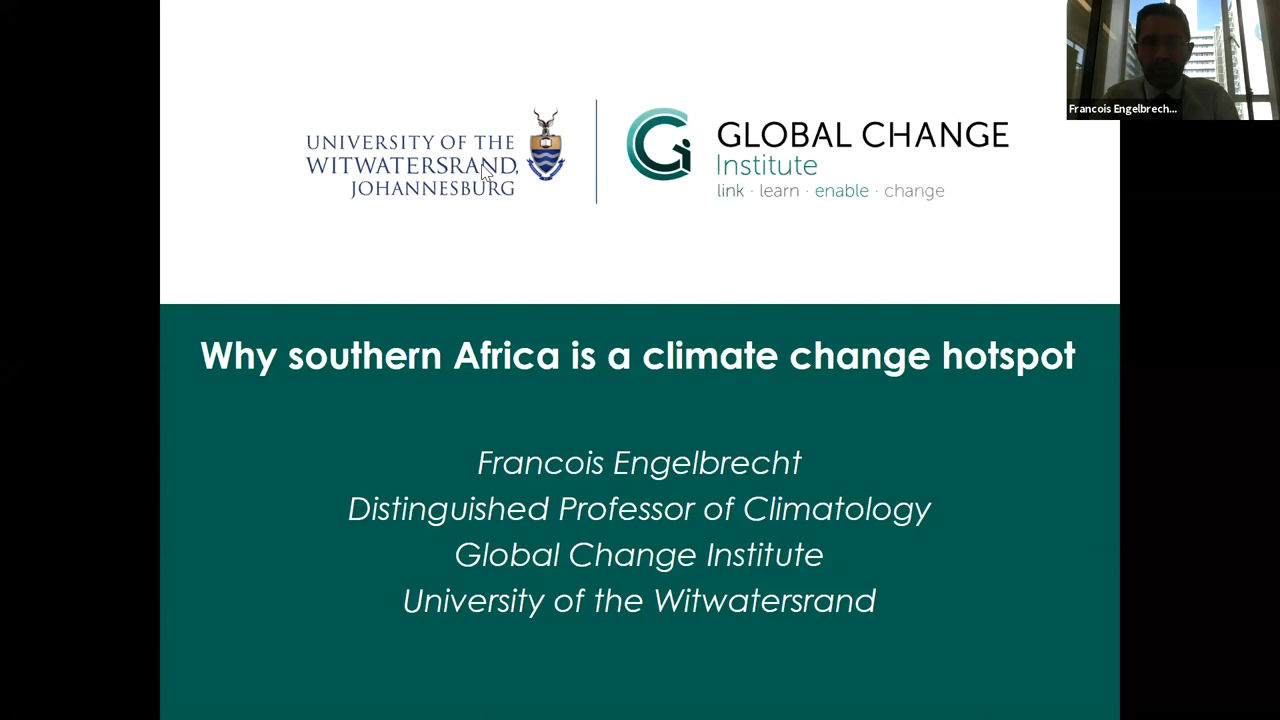 Francois Engelbrech...
UNIVERSITY OF THE
WITWATERSRAND,
JOHANNESBURG
GLOBAL CHANGE
Institute
link · learn · enable · change
Why southern Africa is a climate change hotspot
Francois Engelbrecht
Distinguished Professor of Climatology
Global Change Institute
University of the Witwatersrand